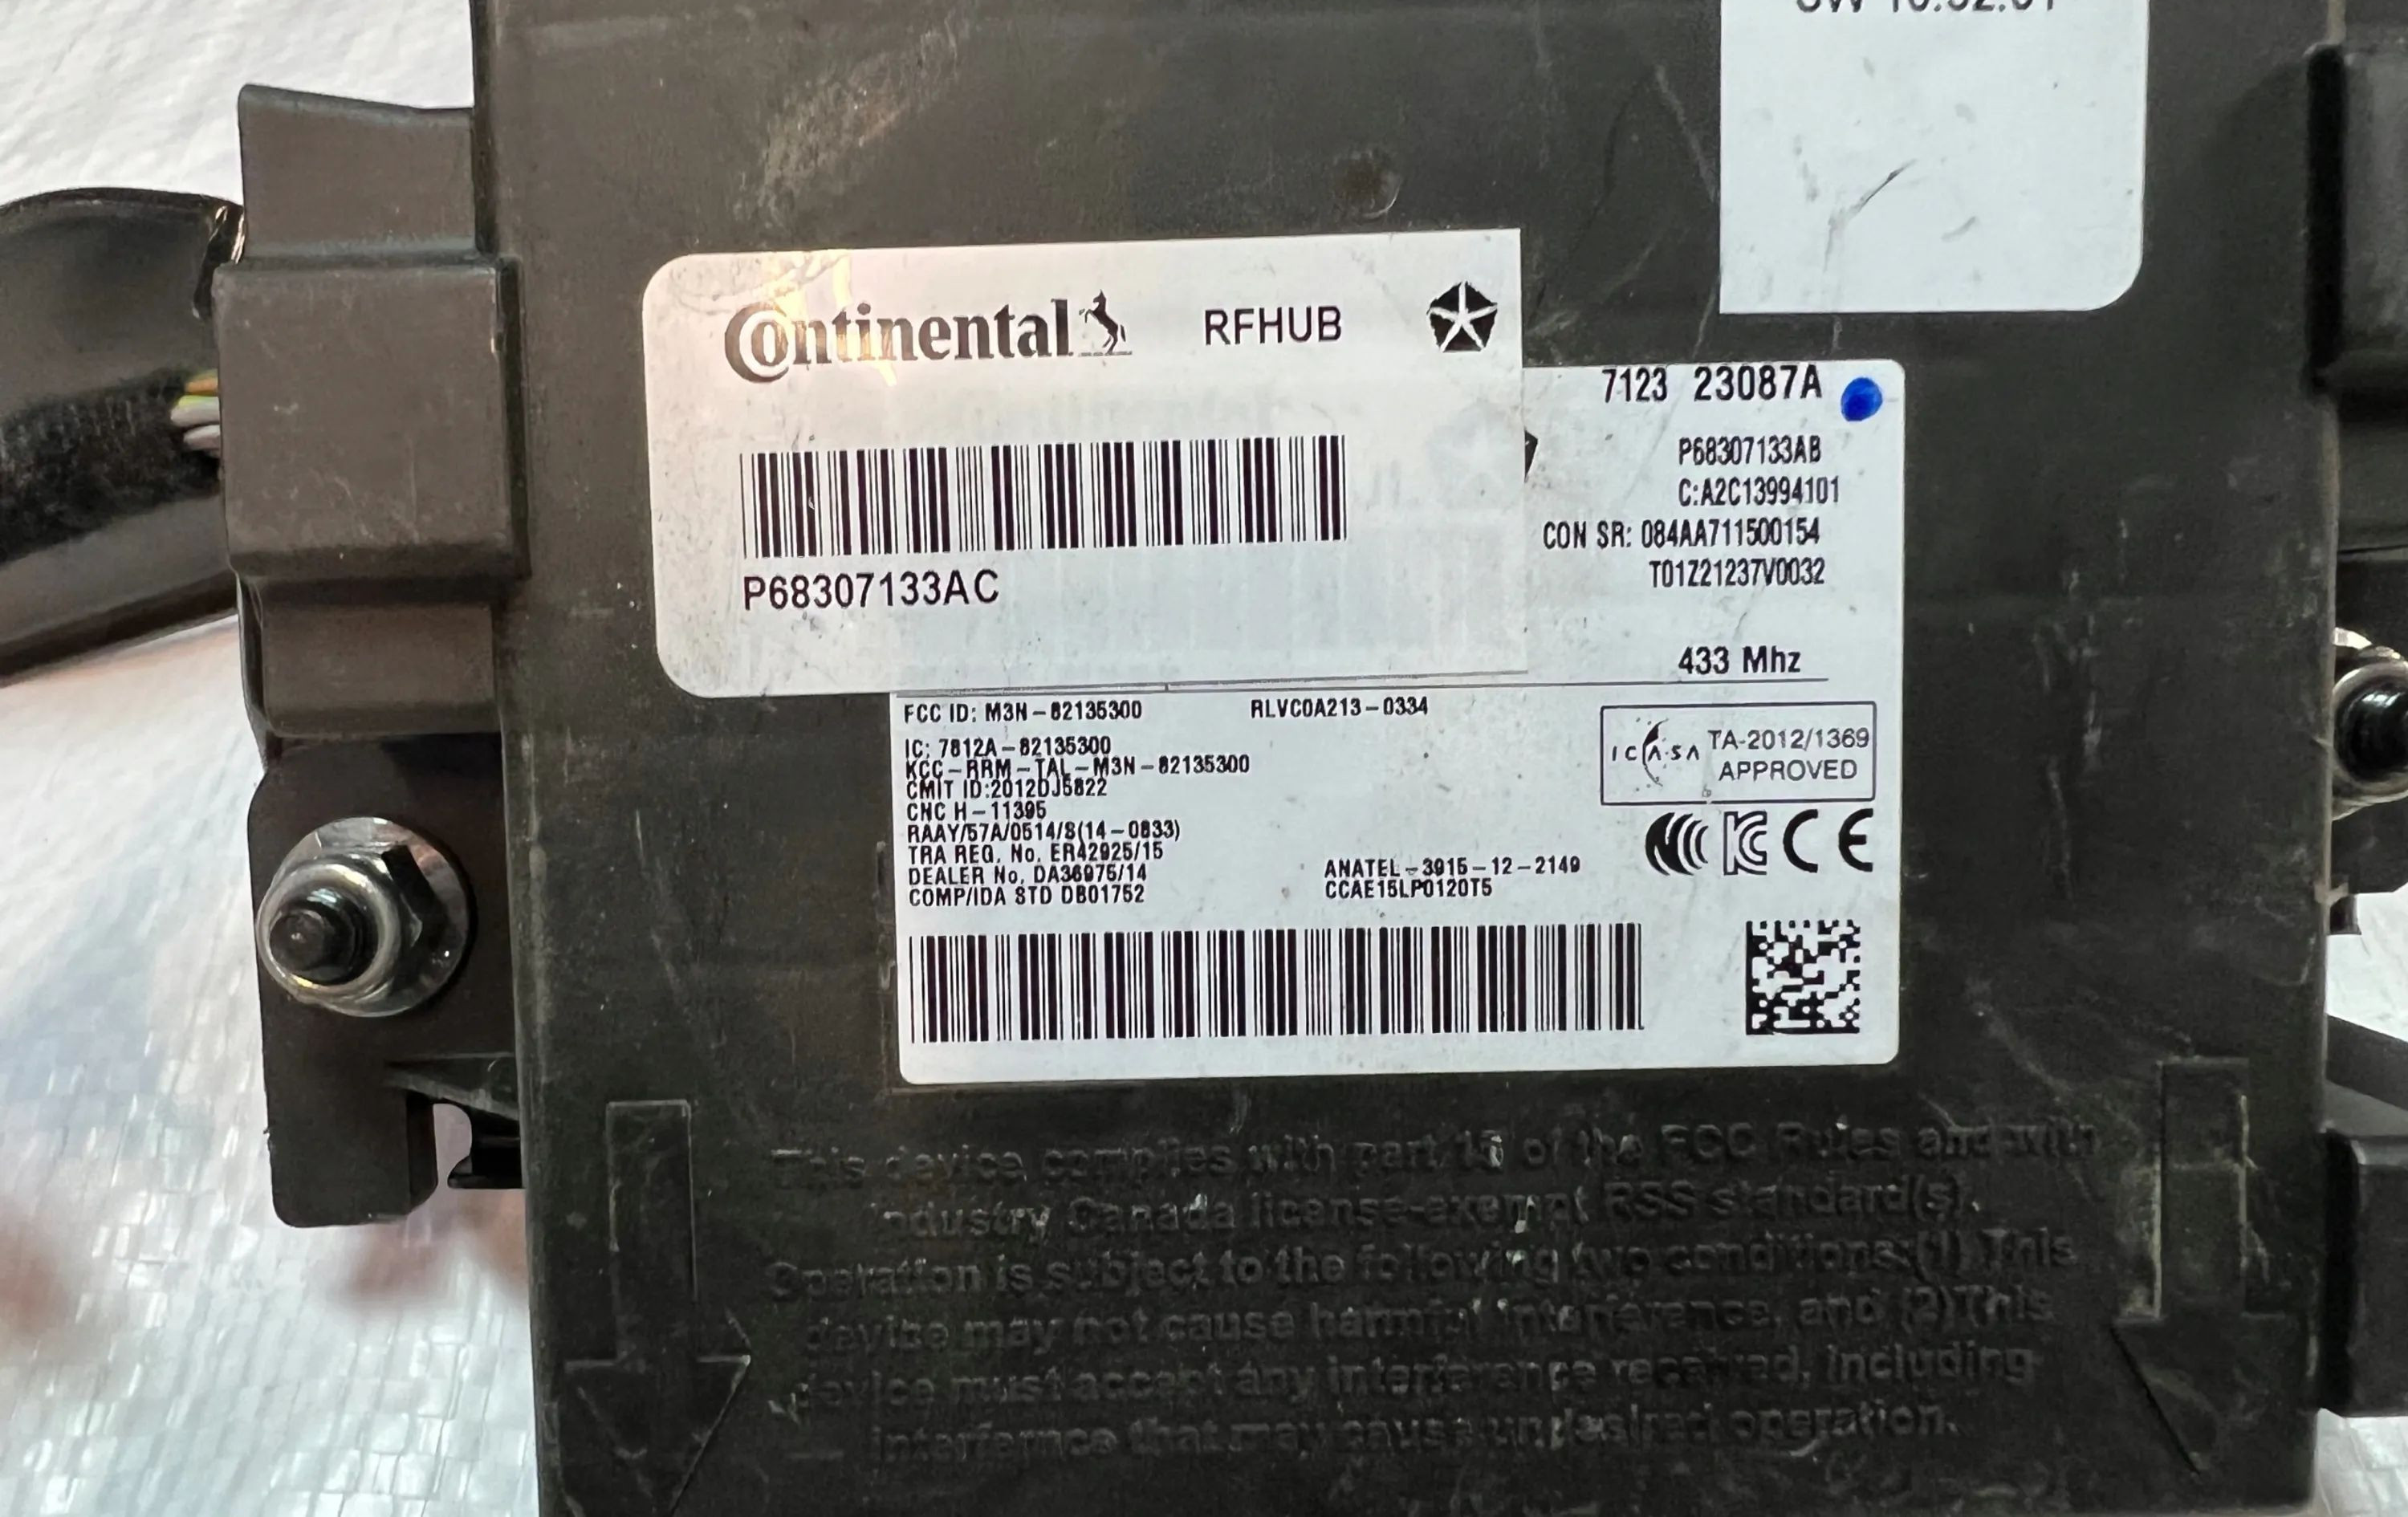 Continental RFHUB
P68307133AC
7123 23087A
P68307133AB
C:A2C13994101
CON SR: 084AA711500154
T01Z21237V0032
433 Mhz
FCC ID: M3N-82135300 RLVC0A213-0334
IC: 7812A-82135300
KCC-RRM-TAL-M3N-82135300
CMIT ID:2012DJ5822
CNC H-11395
RAAY/57A/0514/S(14-0833)
TRA REG. No. ER42925/15
DEALER No. DA36975/14
COMP/IDA STD DB01752
ANATEL-3915-12-2149
CCAE15LP0120T5
ICASA TA-2012/1369
APPROVED
CE
This device complies with part 15 of the FCC Rules and with
Industry Canada license-exempt RSS standard(s).
Operation is subject to the following two conditions:(1) This
device may not cause harmful interference, and (2)This
device must accept any interference received, including
interfernce that may cause undesired operation.